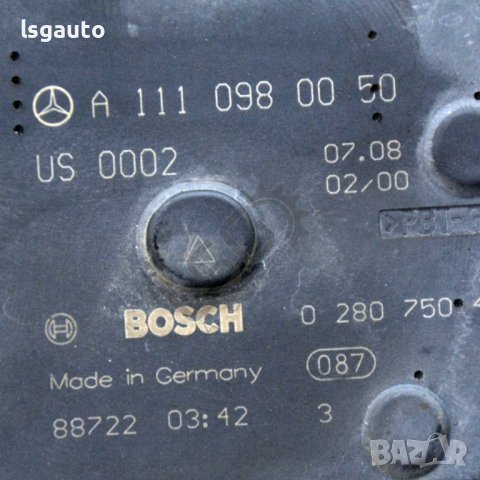 lsgauto
A 111 098 00 50
US 0002
07.08
02/00
BOSCH
0 280 750
Made in Germany
087
88722 03:42 3
BAZAR